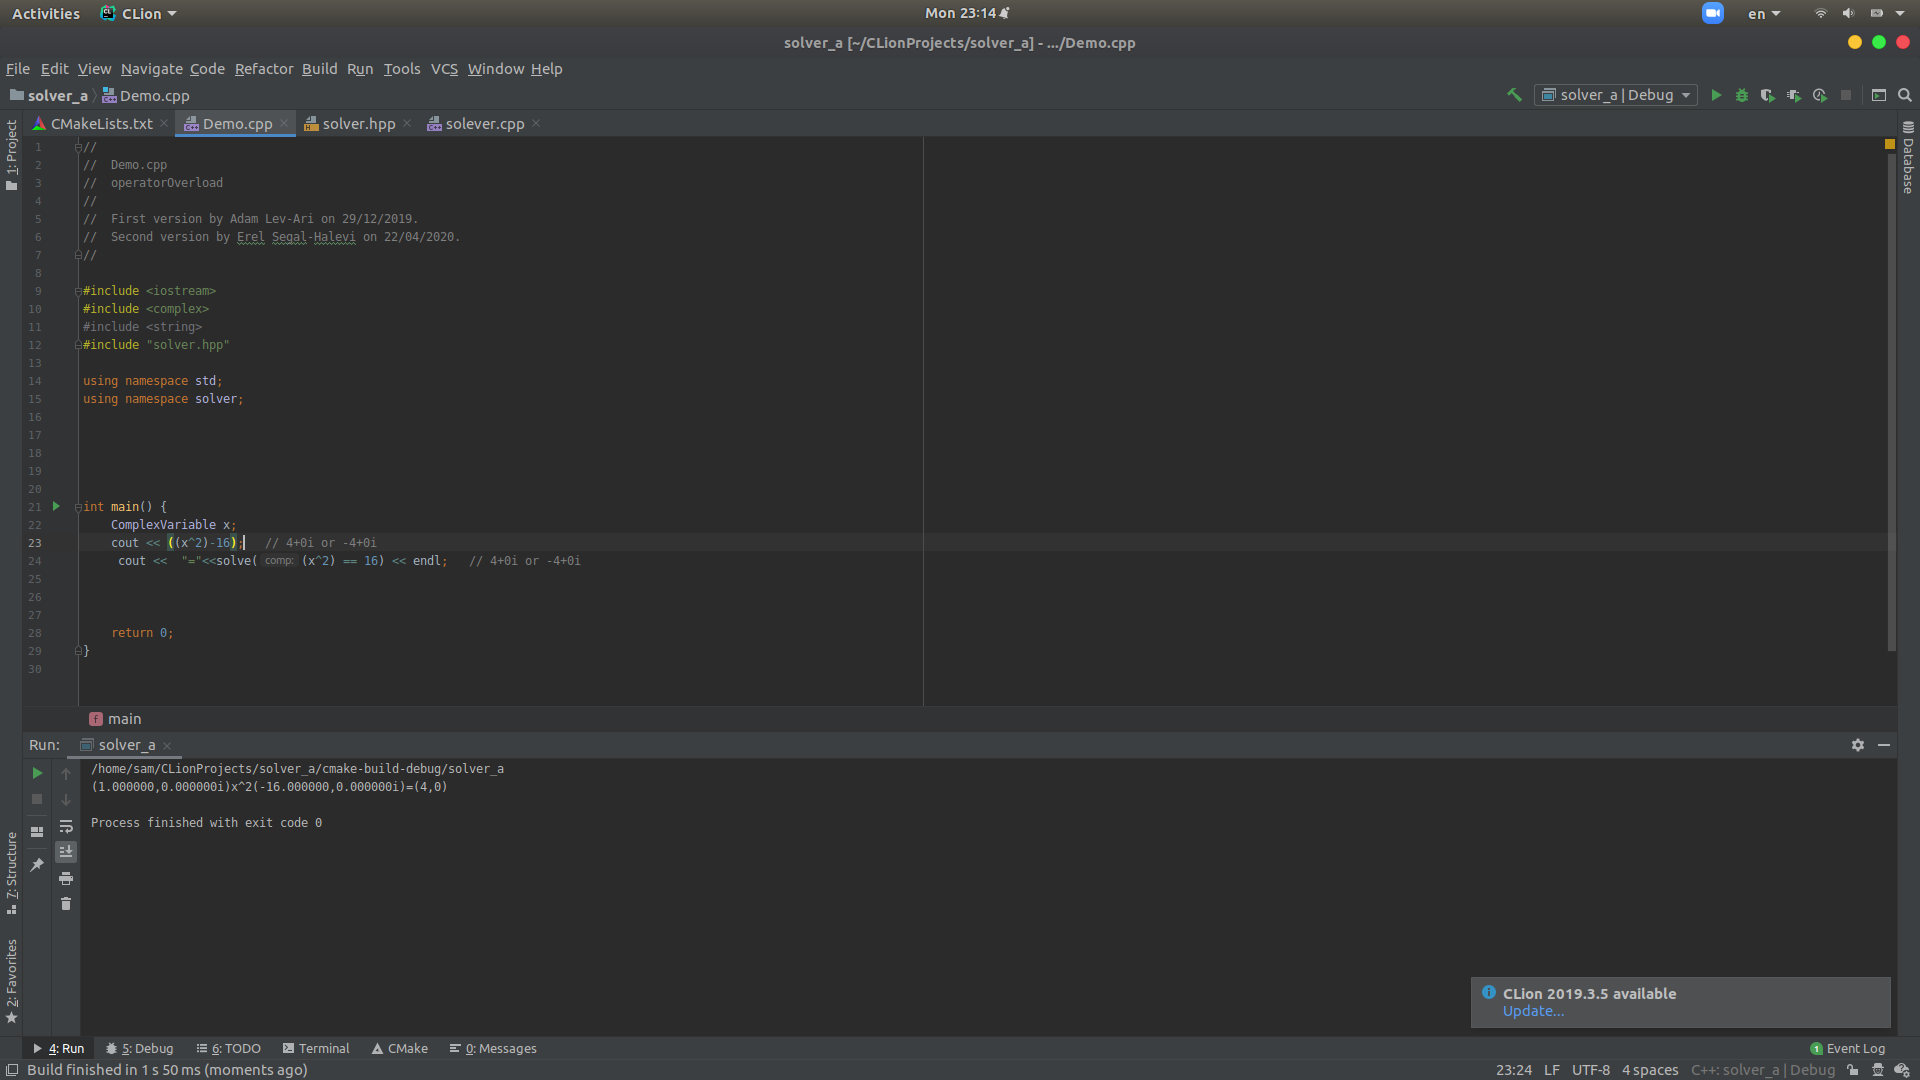 Activities CLion Mon 23:14 en
solver_a [~/CLionProjects/solver_a] - .../Demo.cpp
File Edit View Navigate Code Refactor Build Run Tools VCS Window Help
solver_a Demo.cpp solver_a | Debug
CMakeLists.txt Demo.cpp solver.hpp solever.cpp
1: Project
Database
1 //
2 //  Demo.cpp
3 //  operatorOverload
4 //
5 //  First version by Adam Lev-Ari on 29/12/2019.
6 //  Second version by Erel Segal-Halevi on 22/04/2020.
7 //
8
9 #include <iostream>
10 #include <complex>
11 #include <string>
12 #include "solver.hpp"
13
14 using namespace std;
15 using namespace solver;
16
17
18
19
20
21 int main() {
22     ComplexVariable x;
23     cout << ((x^2)-16);   // 4+0i or -4+0i
24      cout <<  "="<<solve( comp: (x^2) == 16) << endl;   // 4+0i or -4+0i
25
26
27
28     return 0;
29 }
30
f main
Run: solver_a
/home/sam/CLionProjects/solver_a/cmake-build-debug/solver_a
(1.000000,0.000000i)x^2(-16.000000,0.000000i)=(4,0)
Process finished with exit code 0
7: Structure
2: Favorites
CLion 2019.3.5 available
Update...
4: Run 5: Debug 6: TODO Terminal CMake 0: Messages 1 Event Log
Build finished in 1 s 50 ms (moments ago) 23:24 LF UTF-8 4 spaces C++: solver_a | Debug